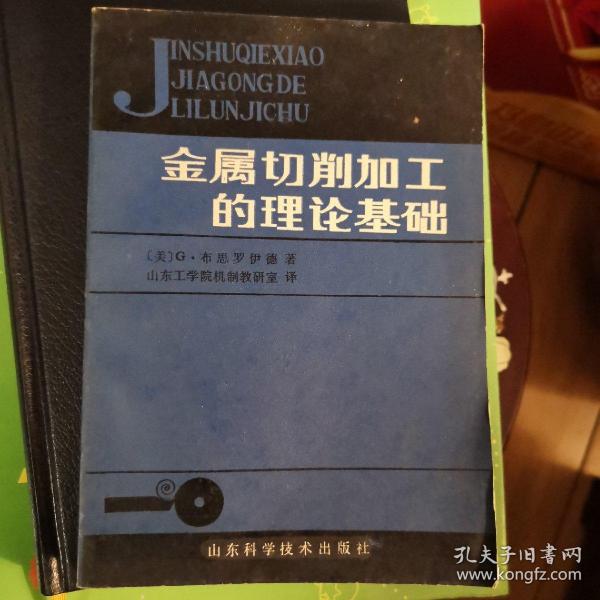 JINSHUQIEXIAO
JIAGONGDE
LILUNJICHU
金属切削加工
的理论基础
〔美〕G·布思罗伊德 著
山东工学院机制教研室 译
山东科学技术出版社
孔夫子旧书网
www.kongfz.com